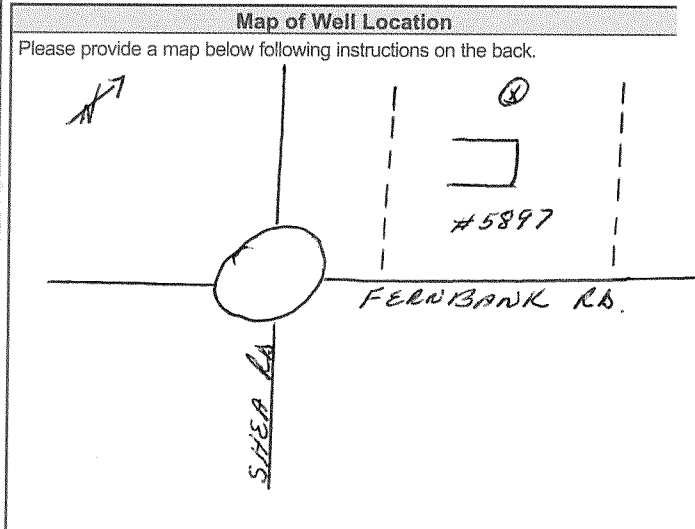 Map of Well Location
Please provide a map below following instructions on the back.
N
X
#5897
FERNBANK RD.
SHEA RD